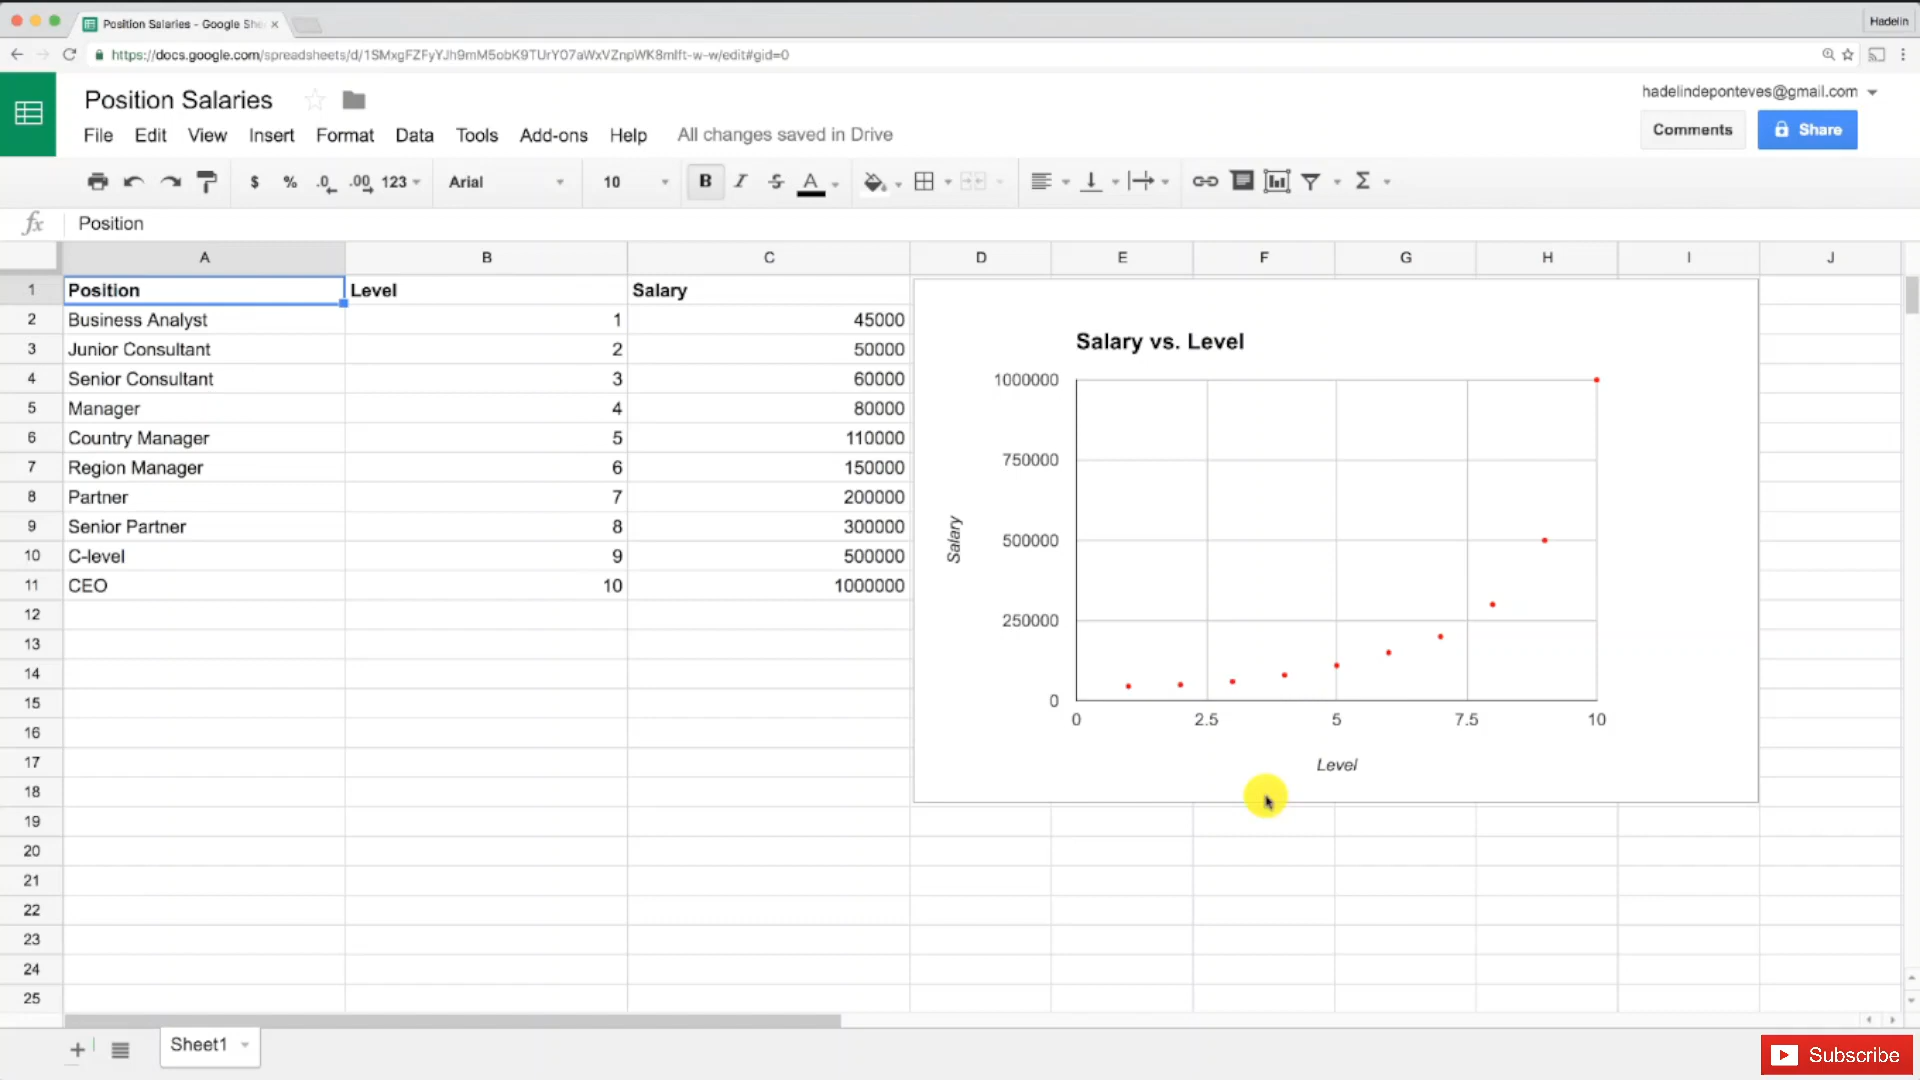 Position Salaries - Google She
Hadelin
https://docs.google.com/spreadsheets/d/1SMxgFZFyYJh9mM5obK9TUrYO7aWxVZnpWK8mlft-w-w/edit#gid=0
Position Salaries
hadelindeponteves@gmail.com
File Edit View Insert Format Data Tools Add-ons Help All changes saved in Drive
Comments Share
$ % .0 .00 123 Arial 10 B I S A Σ
fx Position
A B C D E F G H I J
1 Position Level Salary
2 Business Analyst 1 45000
3 Junior Consultant 2 50000
4 Senior Consultant 3 60000
5 Manager 4 80000
6 Country Manager 5 110000
7 Region Manager 6 150000
8 Partner 7 200000
9 Senior Partner 8 300000
10 C-level 9 500000
11 CEO 10 1000000
12
13
14
15
16
17
18
19
20
21
22
23
24
25
Salary vs. Level
1000000
750000
500000
250000
0
Salary
0 2.5 5 7.5 10
Level
+ Sheet1
Subscribe